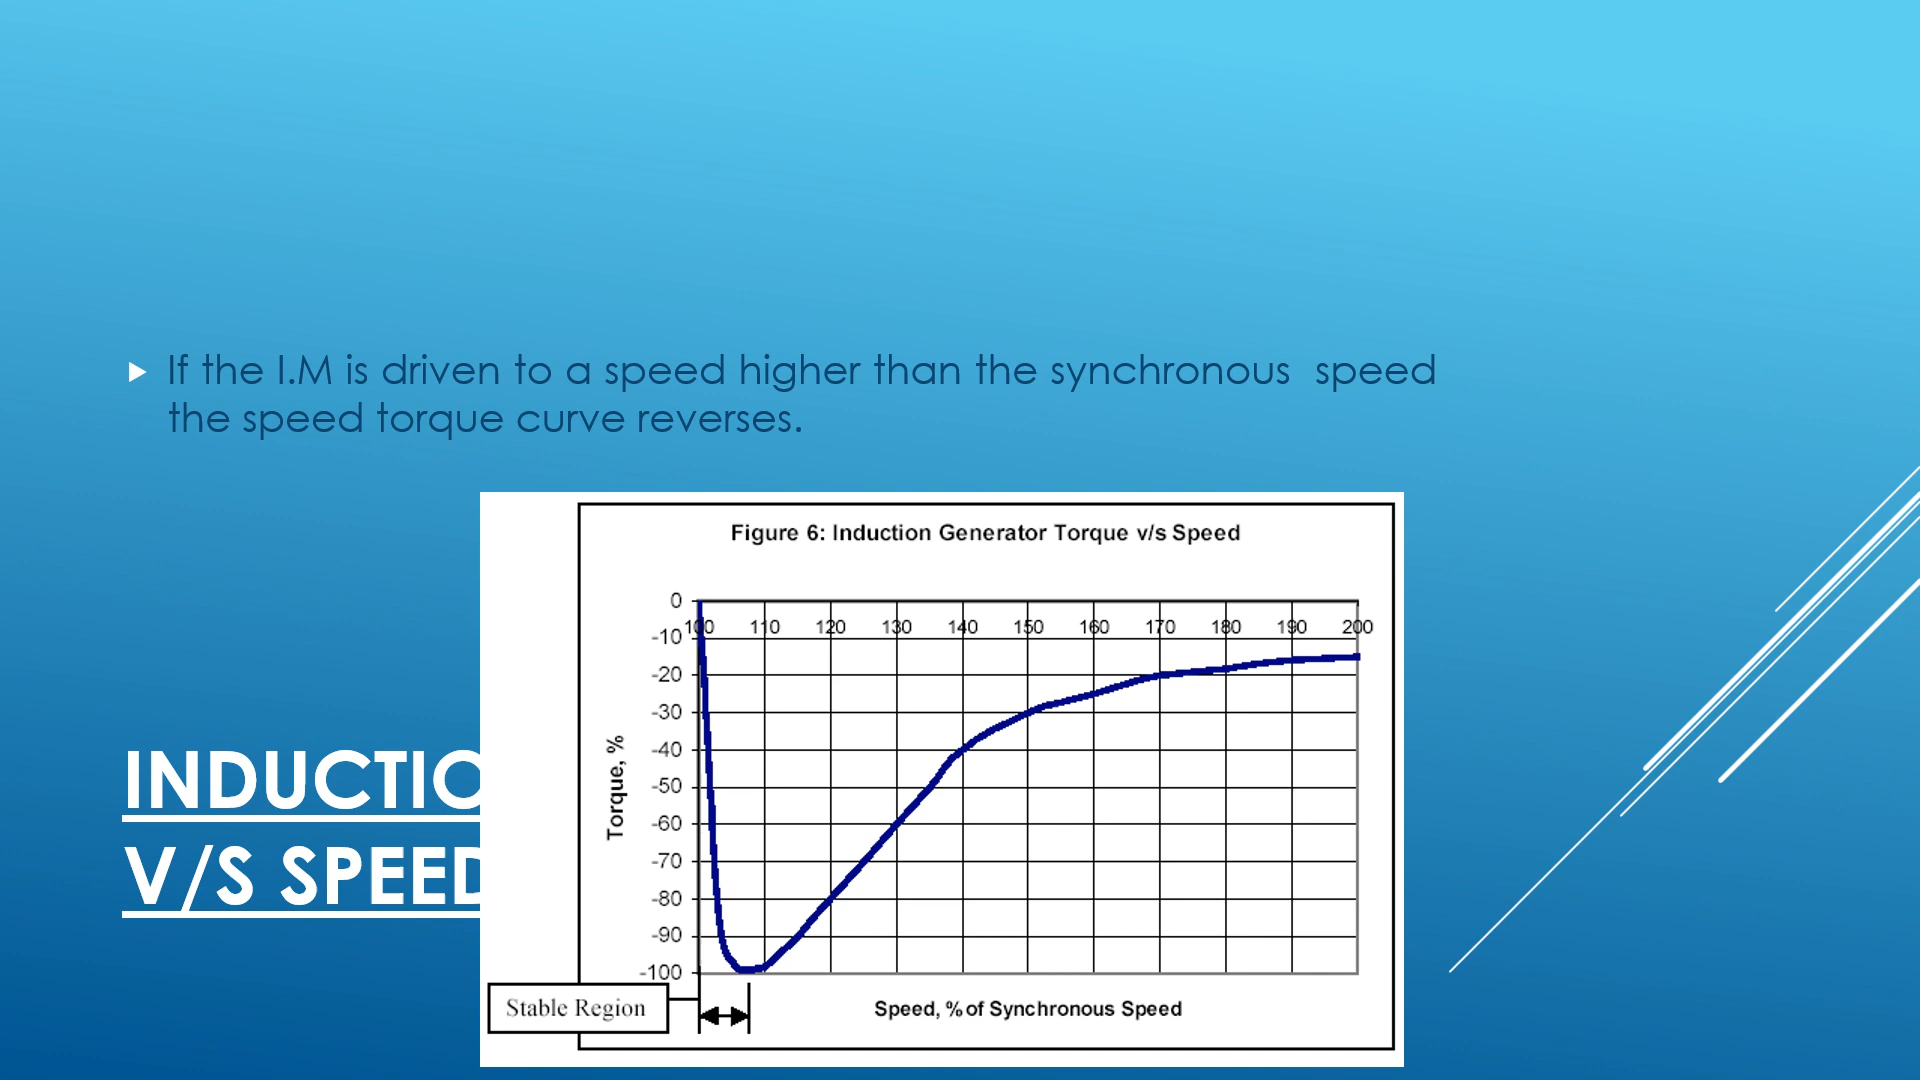 If the I.M is driven to a speed higher than the synchronous  speed
the speed torque curve reverses.
INDUCTIO
V/S SPEED
Figure 6: Induction Generator Torque v/s Speed
0
100 110 120 130 140 150 160 170 180 190 200
-10
-20
-30
-40
-50
-60
-70
-80
-90
-100
Torque, %
Stable Region
Speed, % of Synchronous Speed